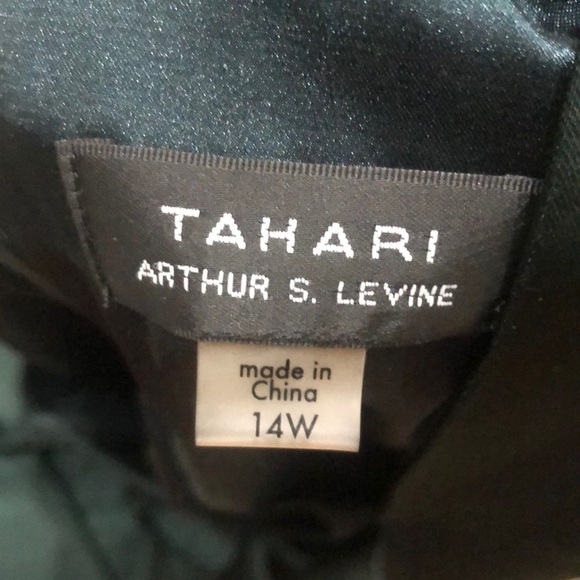 TAHARI
ARTHUR S. LEVINE
made in
China
14W